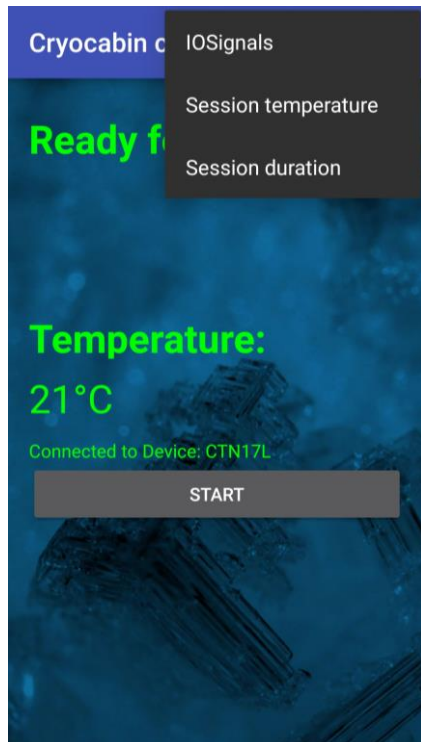 Cryocabin
IOSignals
Session temperature
Ready
Session duration
Temperature:
21°C
Connected to Device: CTN17L
START